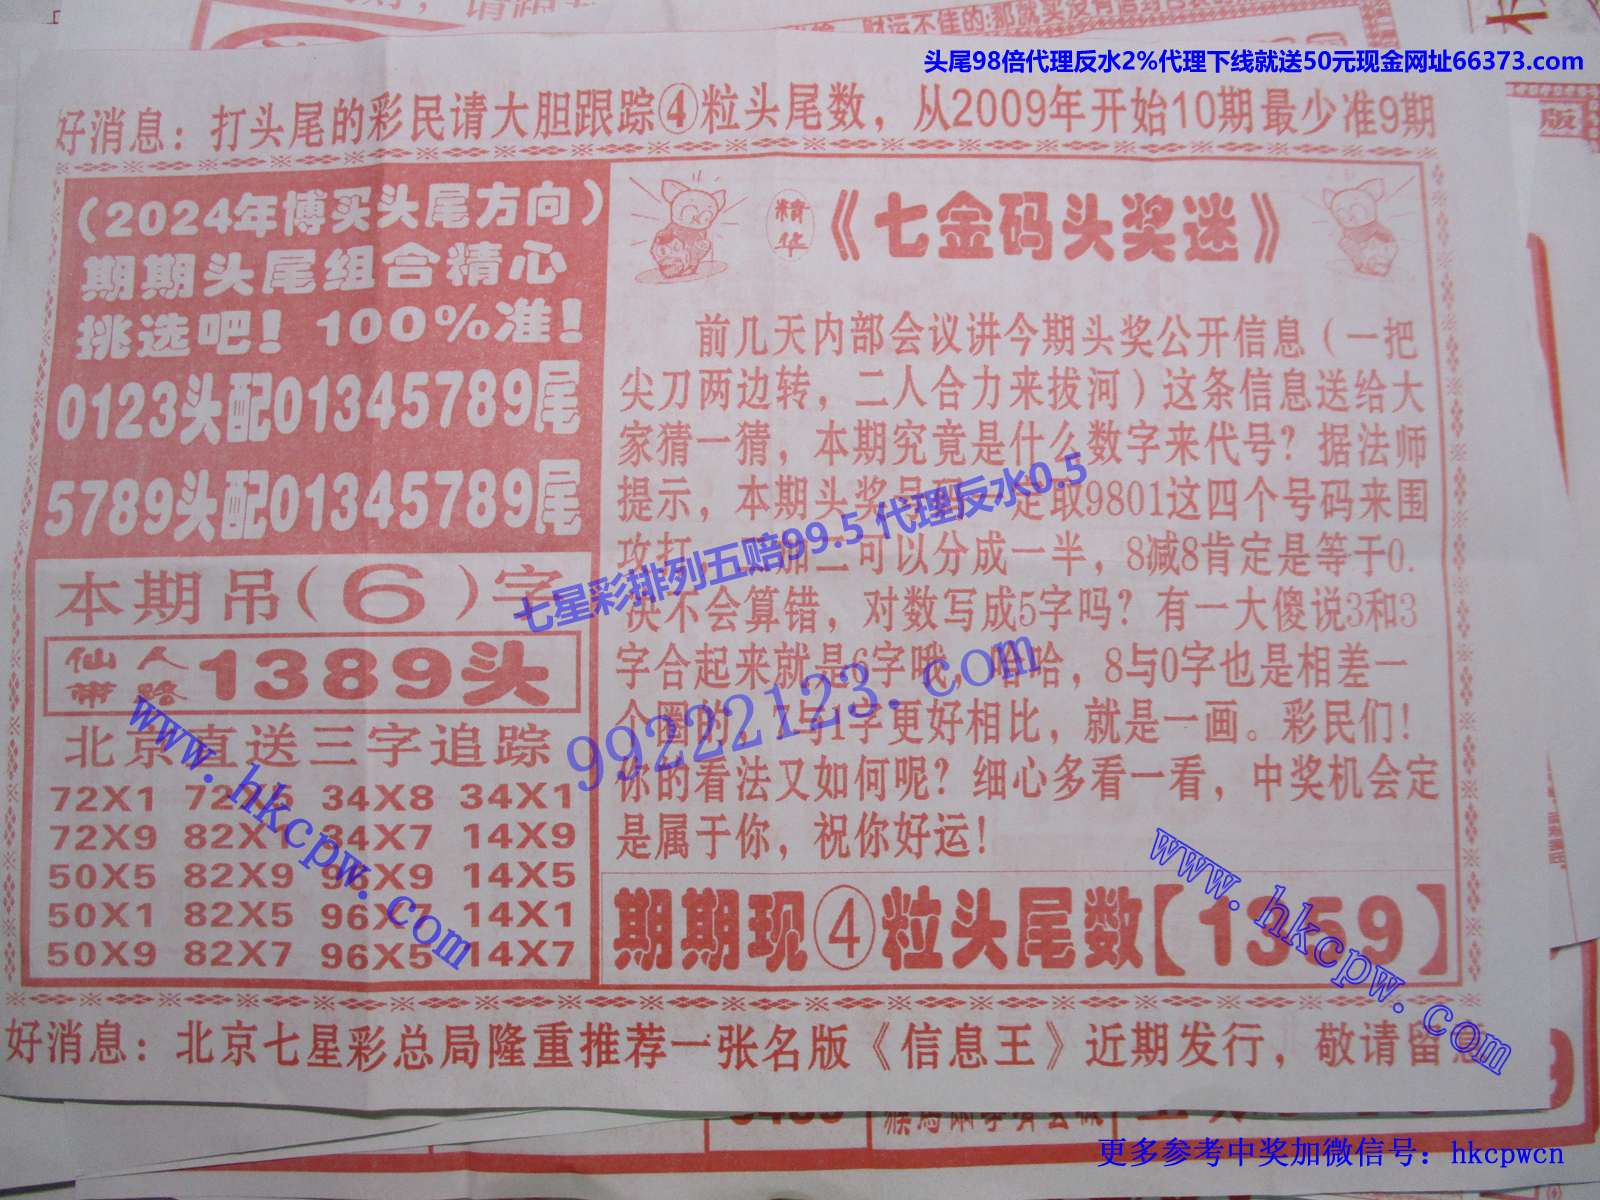 头尾98倍代理反水2%代理下线就送50元现金网址66373.com
好消息：打头尾的彩民请大胆跟踪④粒头尾数，从2009年开始10期最少准9期
（2024年博买头尾方向）
期期头尾组合精心
挑选吧！100%准！
0123头配01345789尾
5789头配01345789尾
本期吊（6）字
仙人带路 1389头
北京直送三字追踪
72X1 72X 34X8 34X1
72X9 82X1 34X7 14X9
50X5 82X9 96X9 14X5
50X1 82X5 96X7 14X1
50X9 82X7 96X5 14X7
精华《七金码头奖迷》
前几天内部会议讲今期头奖公开信息（一把
尖刀两边转，二人合力来拔河）这条信息送给大
家猜一猜，本期究竟是什么数字来代号？据法师
提示，本期头奖号码一定取9801这四个号码来围
攻打，加二可以分成一半，8减8肯定是等于0.
决不会算错，对数写成5字吗？有一大傻说3和3
字合起来就是6字哦，哈哈，8与0字也是相差一
个圈的，7与1字更好相比，就是一画。彩民们！
你的看法又如何呢？细心多看一看，中奖机会定
是属于你，祝你好运！
期期现④粒头尾数【1359】
好消息：北京七星彩总局隆重推荐一张名版《信息王》近期发行，敬请留意
七星彩排列五赔99.5 代理反水0.5
99222123.com
www.hkcpw.com
www.hkcpw.com
更多参考中奖加微信号：hkcpwcn